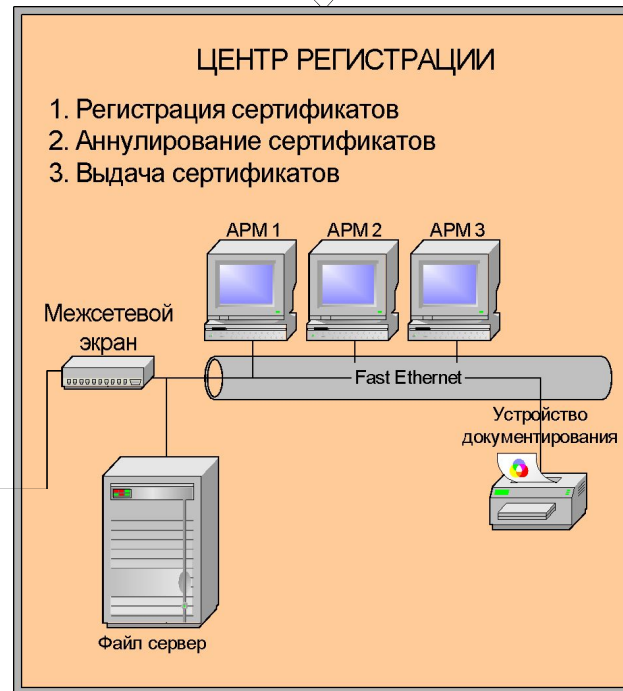 ЦЕНТР РЕГИСТРАЦИИ
1. Регистрация сертификатов
2. Аннулирование сертификатов
3. Выдача сертификатов
АРМ 1
АРМ 2
АРМ 3
Межсетевой
экран
Fast Ethernet
Устройство
документирования
Файл сервер